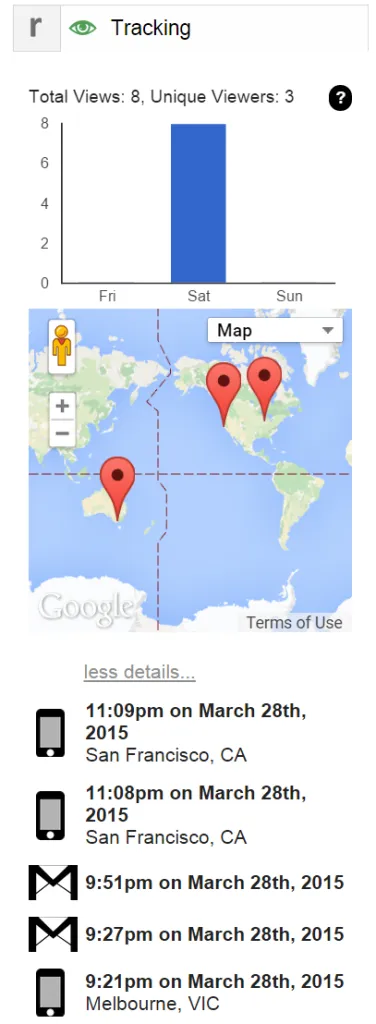 r Tracking
Total Views: 8, Unique Viewers: 3 ?
8
6
4
2
0
Fri Sat Sun
Map
+
−
Google
Terms of Use
less details...
11:09pm on March 28th,
2015
San Francisco, CA
11:08pm on March 28th,
2015
San Francisco, CA
9:51pm on March 28th, 2015
9:27pm on March 28th, 2015
9:21pm on March 28th, 2015
Melbourne, VIC